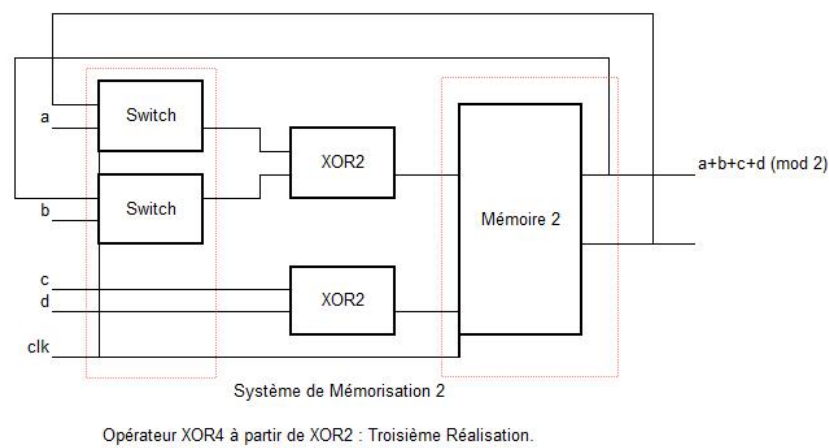 Switch
a
XOR2
a+b+c+d (mod 2)
Switch
b
Mémoire 2
c
XOR2
d
clk
Système de Mémorisation 2
Opérateur XOR4 à partir de XOR2 : Troisième Réalisation.